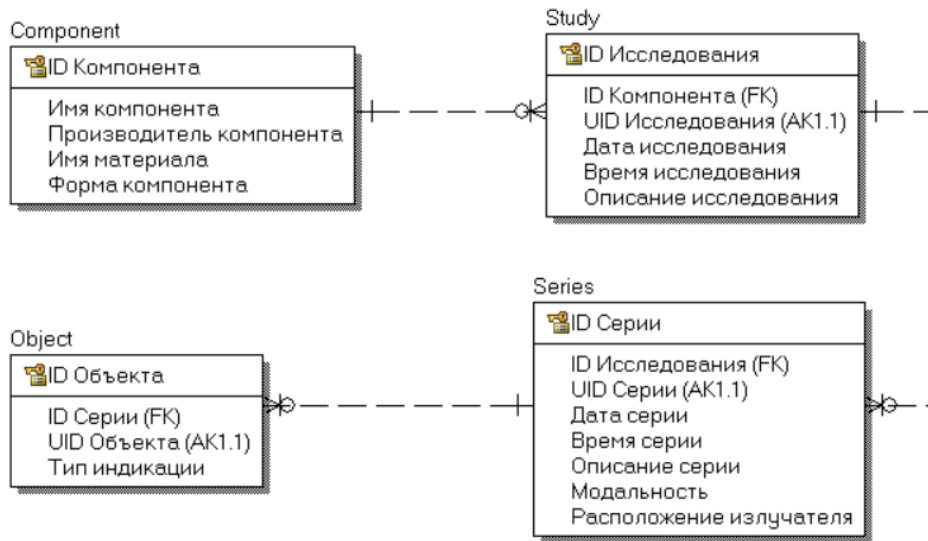 Component
ID Компонента
Имя компонента
Производитель компонента
Имя материала
Форма компонента
Study
ID Исследования
ID Компонента (FK)
UID Исследования (AK1.1)
Дата исследования
Время исследования
Описание исследования
Object
ID Объекта
ID Серии (FK)
UID Объекта (AK1.1)
Тип индикации
Series
ID Серии
ID Исследования (FK)
UID Серии (AK1.1)
Дата серии
Время серии
Описание серии
Модальность
Расположение излучателя